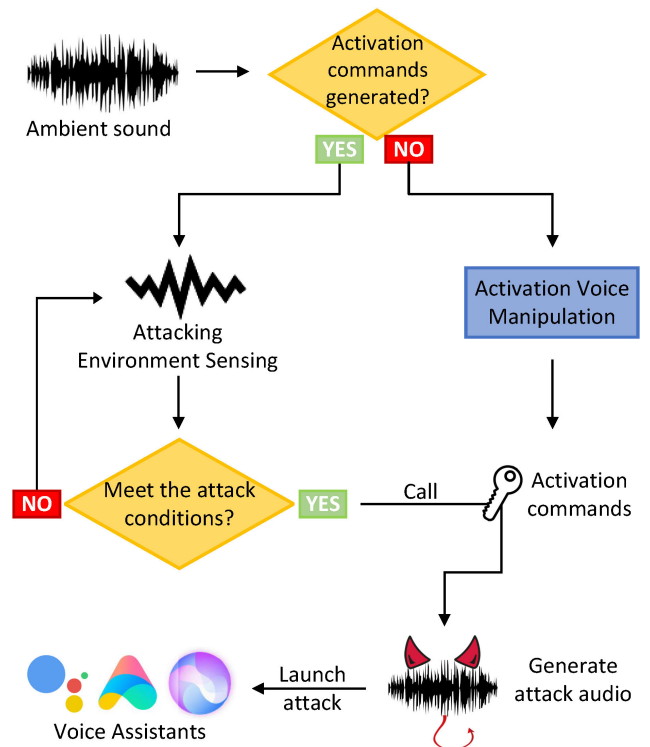 Ambient sound
Activation
commands
generated?
YES
NO
Attacking
Environment Sensing
Activation Voice
Manipulation
NO
Meet the attack
conditions?
YES
Call
Activation
commands
Voice Assistants
Launch
attack
Generate
attack audio